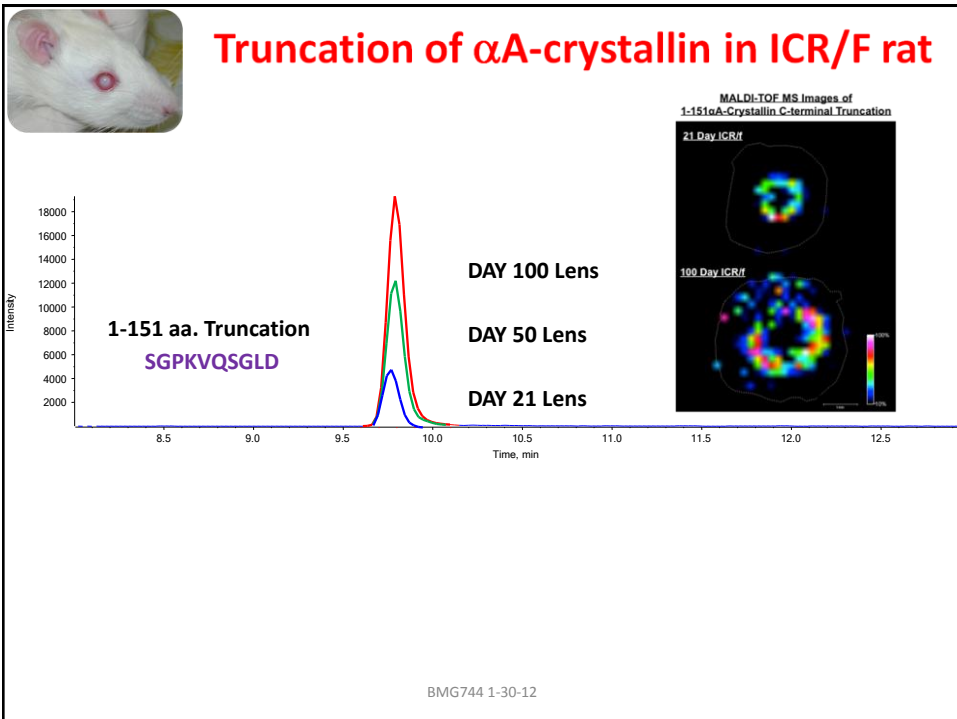 Truncation of αA-crystallin in ICR/F rat
MALDI-TOF MS Images of
1-151αA-Crystallin C-terminal Truncation
21 Day ICR/f
100 Day ICR/f
100%
Intensity
18000
16000
14000
12000
10000
8000
6000
4000
2000
1-151 aa. Truncation
SGPKVQSGLD
DAY 100 Lens
DAY 50 Lens
DAY 21 Lens
8.5 9.0 9.5 10.0 10.5 11.0 11.5 12.0 12.5
Time, min
BMG744 1-30-12